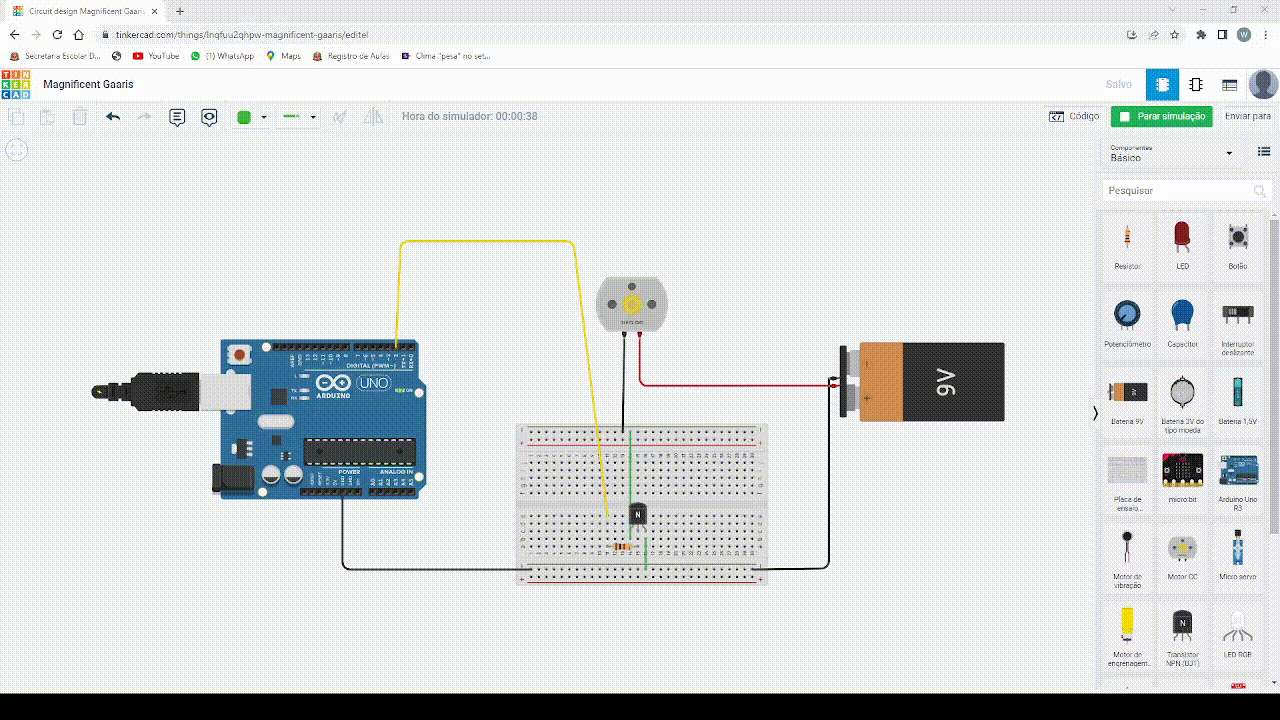 Circuit design Magnificent Gaaris
tinkercad.com/things/lnqfuu2qhpw-magnificent-gaaris/editel
W
Secretaria Escolar D...
YouTube
(1) WhatsApp
Maps
Registro de Aulas
Clima "pesa" no set...
TIN
KER
CAD
Magnificent Gaaris
Salvo
Hora do simulador: 00:00:38
Código
Parar simulação
Enviar para
Componentes
Básico
Pesquisar
Resistor
LED
Botão
Potenciômetro
Capacitor
Interruptor
deslizante
Bateria 9V
Bateria 3V do
tipo moeda
Bateria 1,5V
Placa de
ensaio...
micro:bit
Arduino Uno
R3
Motor de
vibração
Motor CC
Micro servo
Motor de
engrenagem...
Transistor
NPN (BJT)
LED RGB
DIGITAL (PWM~)
UNO
ARDUINO
TX
RX
ON
POWER
ANALOG IN
N
9V